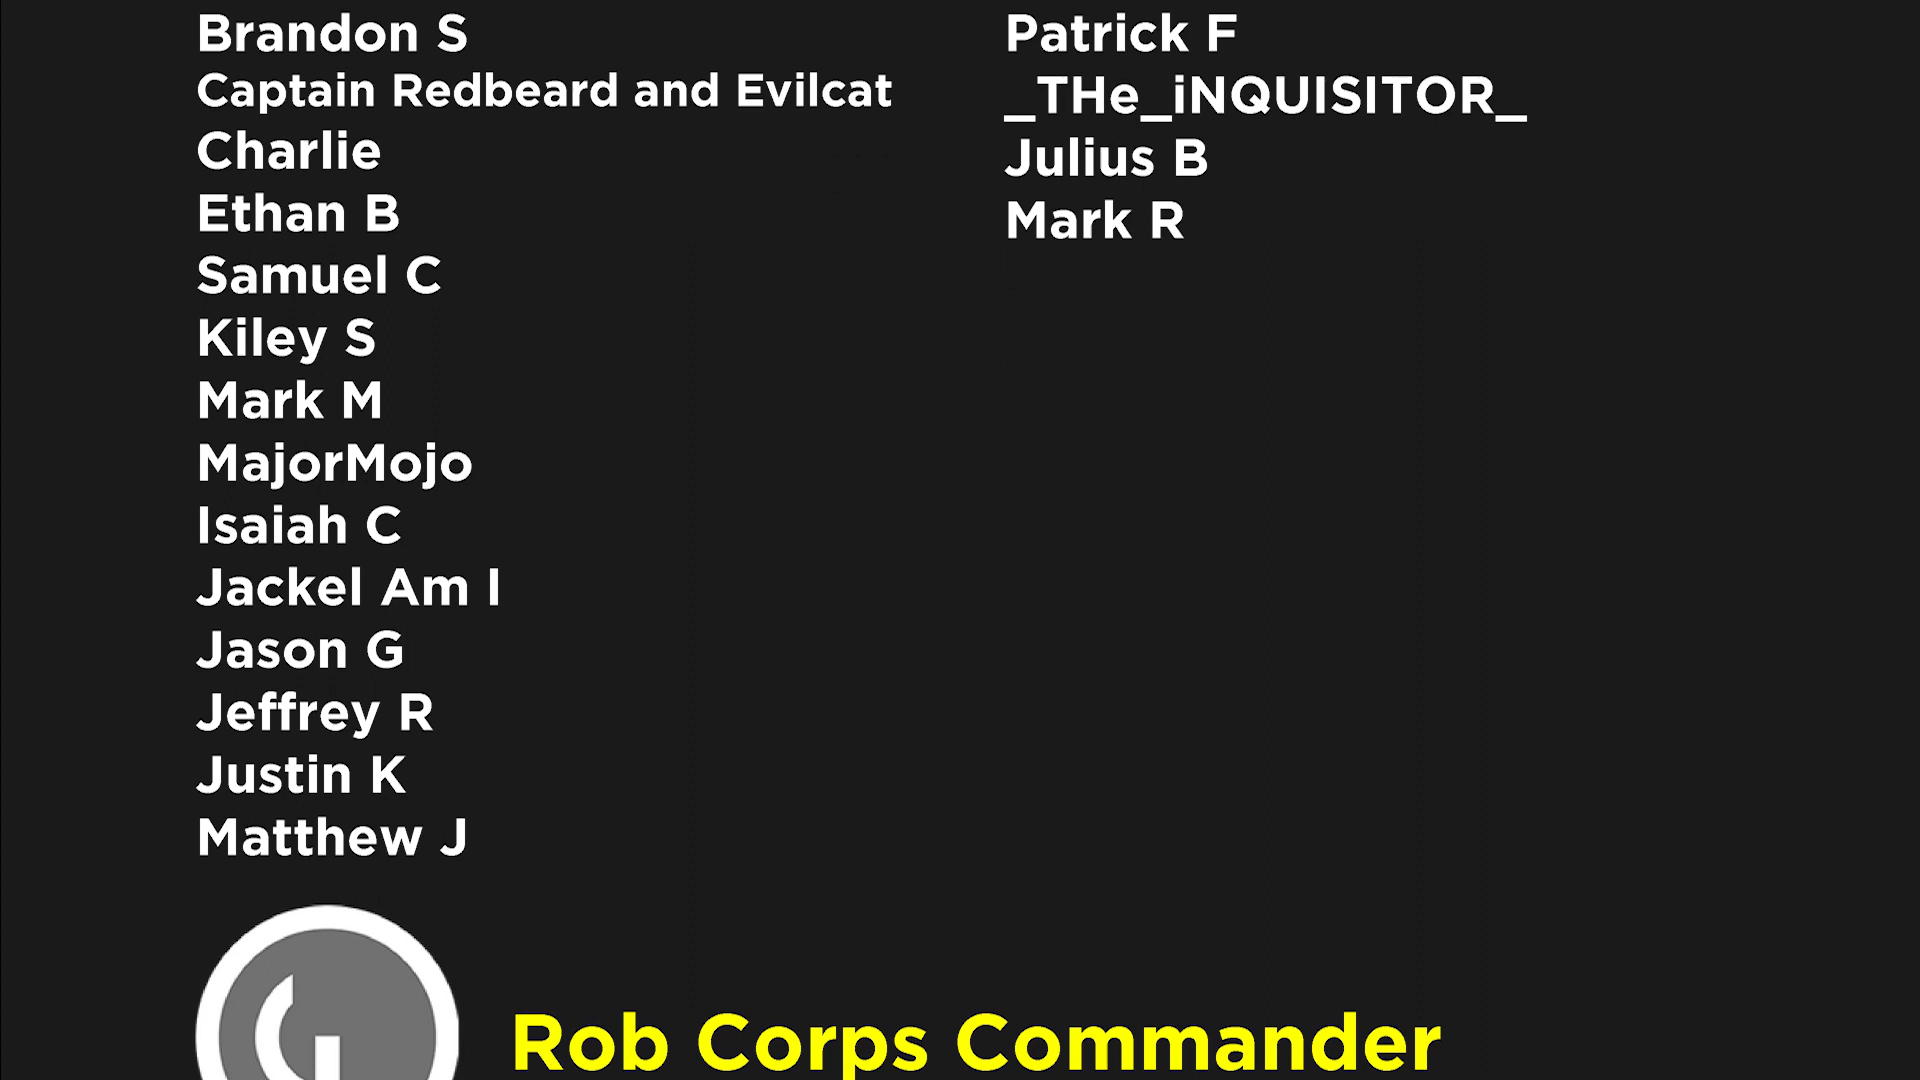 Brandon S
Captain Redbeard and Evilcat
Charlie
Ethan B
Samuel C
Kiley S
Mark M
MajorMojo
Isaiah C
Jackel Am I
Jason G
Jeffrey R
Justin K
Matthew J
Patrick F
_THe_iNQUISITOR_
Julius B
Mark R
Rob Corps Commander